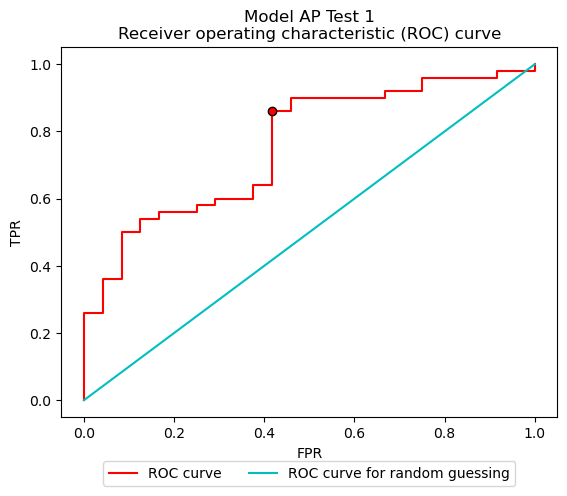 Model AP Test 1
Receiver operating characteristic (ROC) curve
TPR
1.0
0.8
0.6
0.4
0.2
0.0
0.0 0.2 0.4 0.6 0.8 1.0
FPR
ROC curve ROC curve for random guessing